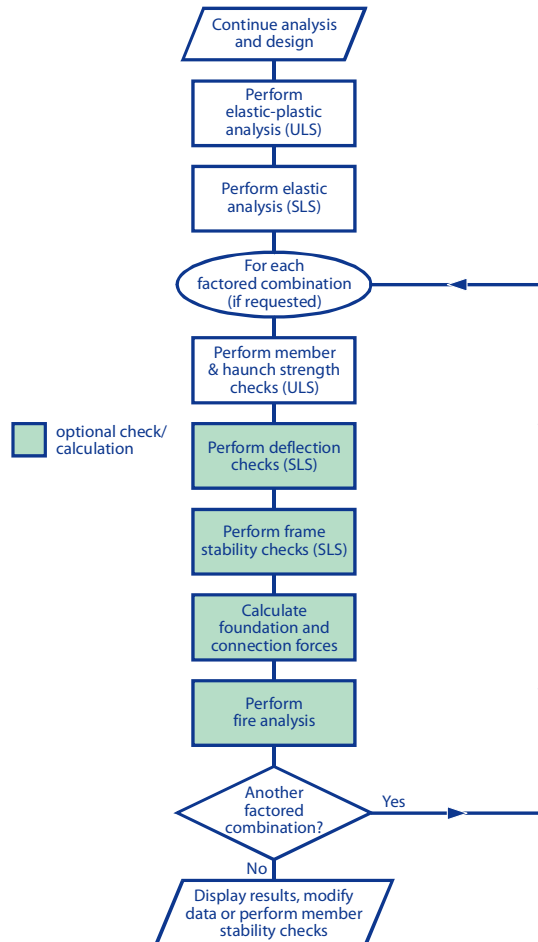 Continue analysis
and design
Perform
elastic-plastic
analysis (ULS)
Perform elastic
analysis (SLS)
For each
factored combination
(if requested)
Perform member
& haunch strength
checks (ULS)
optional check/
calculation
Perform deflection
checks (SLS)
Perform frame
stability checks (SLS)
Calculate
foundation and
connection forces
Perform
fire analysis
Another
factored
combination?
Yes
No
Display results, modify
data or perform member
stability checks